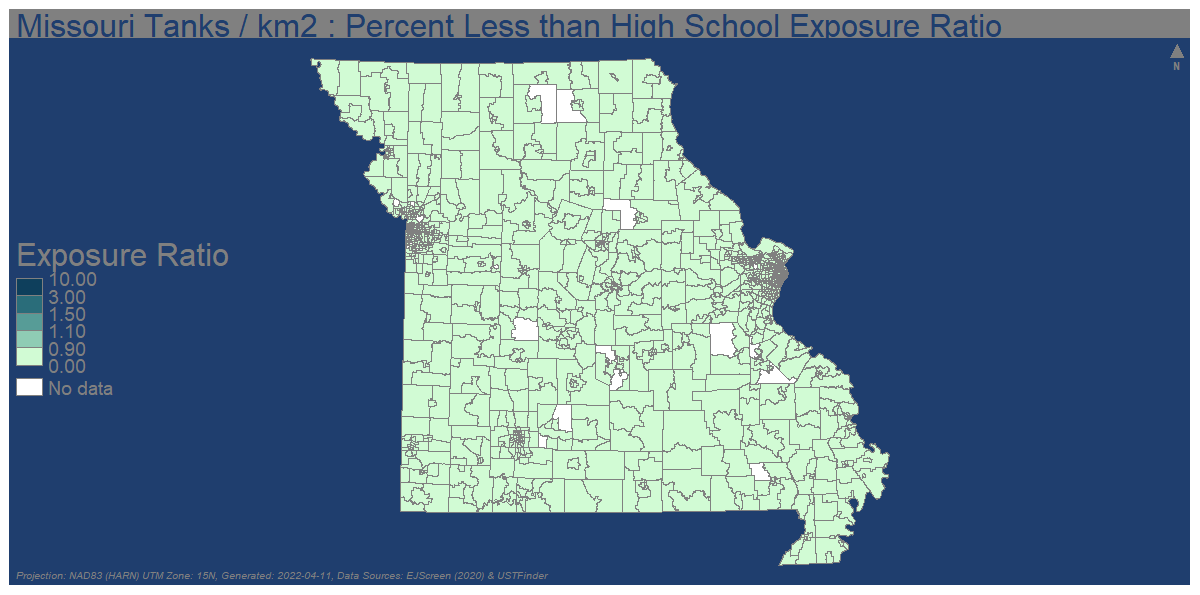 Missouri Tanks / km2 : Percent Less than High School Exposure Ratio
N
Exposure Ratio
10.00
3.00
1.50
1.10
0.90
0.00
No data
Projection: NAD83 (HARN) UTM Zone: 15N, Generated: 2022-04-11, Data Sources: EJScreen (2020) & USTFinder